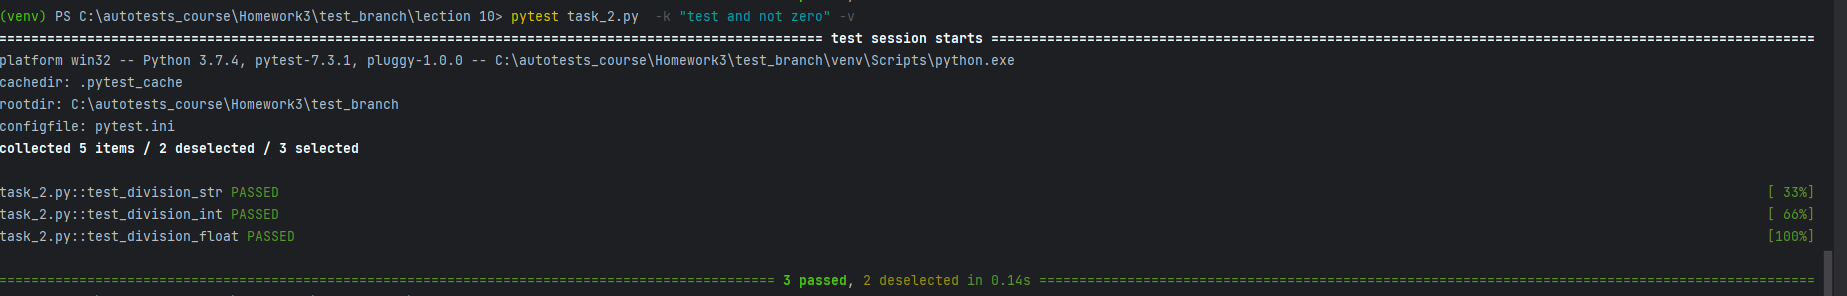 (venv) PS C:\autotests_course\Homework3\test_branch\lection 10> pytest task_2.py  -k "test and not zero" -v
======================================================================================================= test session starts =======================================================================================================
platform win32 -- Python 3.7.4, pytest-7.3.1, pluggy-1.0.0 -- C:\autotests_course\Homework3\test_branch\venv\Scripts\python.exe
cachedir: .pytest_cache
rootdir: C:\autotests_course\Homework3\test_branch
configfile: pytest.ini
collected 5 items / 2 deselected / 3 selected
task_2.py::test_division_str PASSED [ 33%]
task_2.py::test_division_int PASSED [ 66%]
task_2.py::test_division_float PASSED [100%]
================================================================================================= 3 passed, 2 deselected in 0.14s =================================================================================================